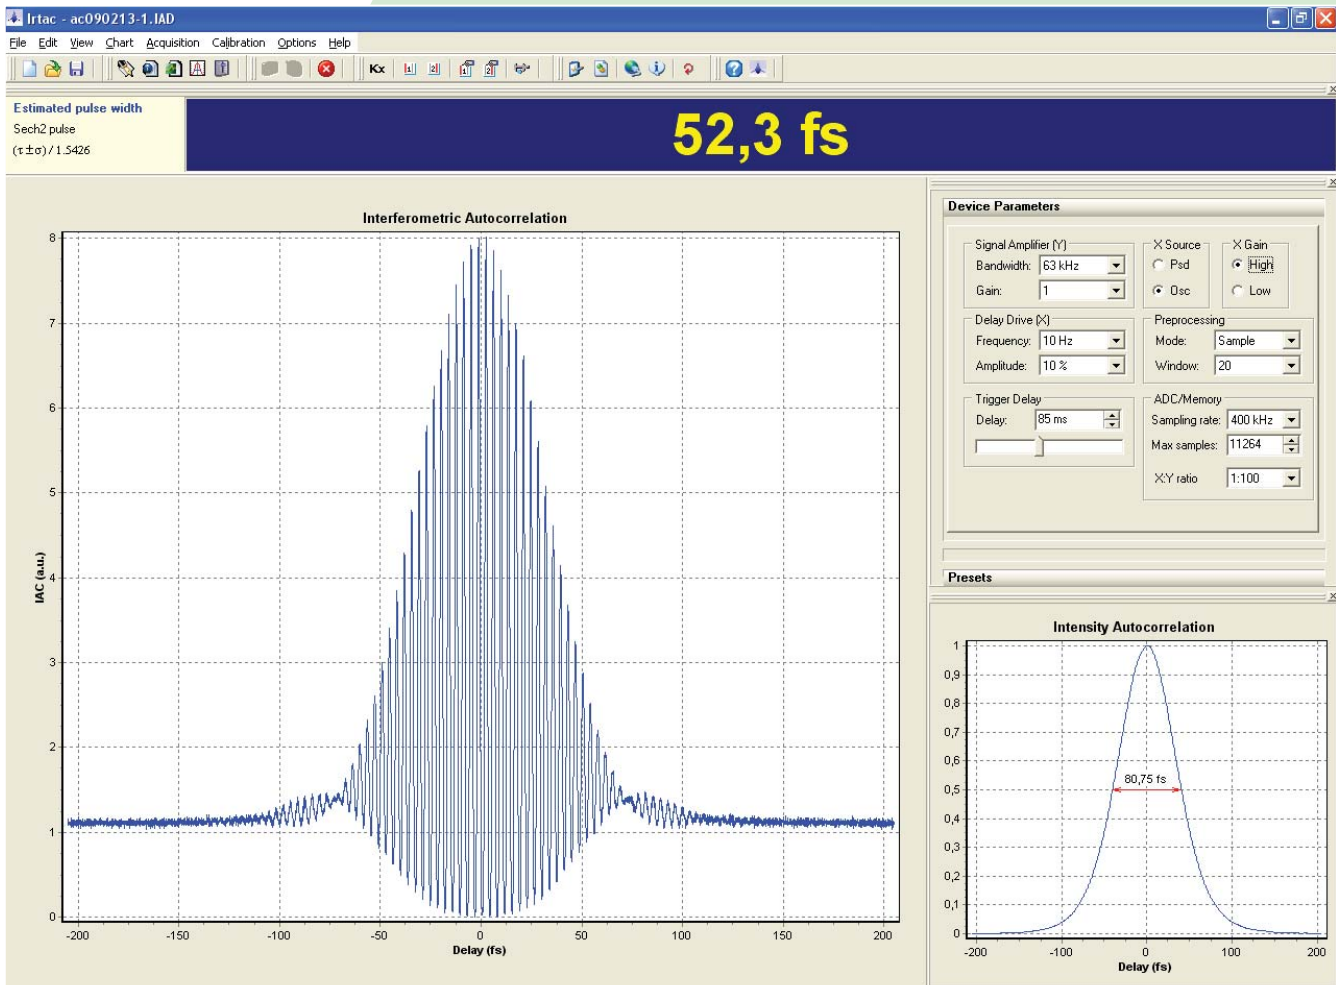 Irtac - ac090213-1.IAD
File Edit View Chart Acquisition Calibration Options Help
Kx
Estimated pulse width
Sech2 pulse
(τ±σ) / 1.5426
52,3 fs
Interferometric Autocorrelation
8
7
6
5
4
3
2
1
0
IAC (a.u.)
-200 -150 -100 -50 0 50 100 150 200
Delay (fs)
Device Parameters
Signal Amplifier (Y)
Bandwidth: 63 kHz
Gain: 1
X Source
Psd
Osc
X Gain
High
Low
Delay Drive (X)
Frequency: 10 Hz
Amplitude: 10 %
Preprocessing
Mode: Sample
Window: 20
Trigger Delay
Delay: 85 ms
ADC/Memory
Sampling rate: 400 kHz
Max samples: 11264
X:Y ratio 1:100
Presets
Intensity Autocorrelation
1
0,9
0,8
0,7
0,6
0,5
0,4
0,3
0,2
0,1
0
80,75 fs
-200 -100 0 100 200
Delay (fs)